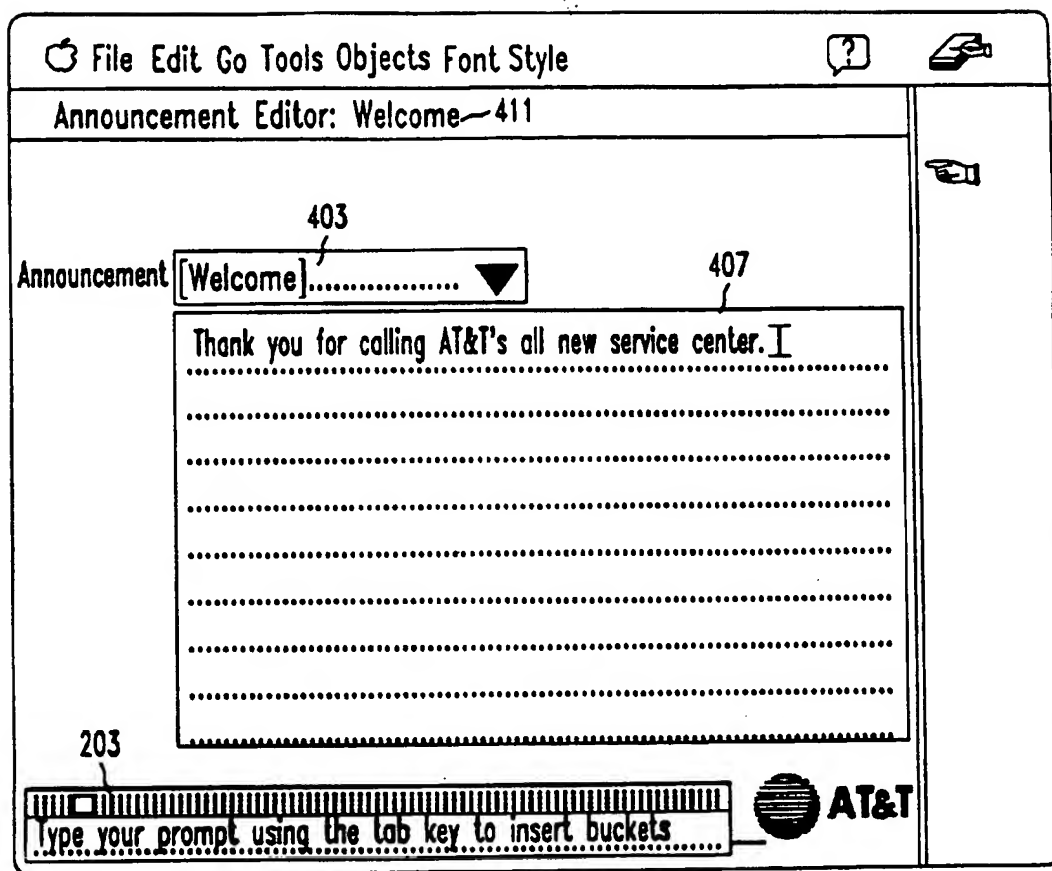 File Edit Go Tools Objects Font Style ?
Announcement Editor: Welcome 411
403
Announcement [Welcome]..................
407
Thank you for calling AT&T's all new service center.
203
Type your prompt using the tab key to insert buckets
AT&T